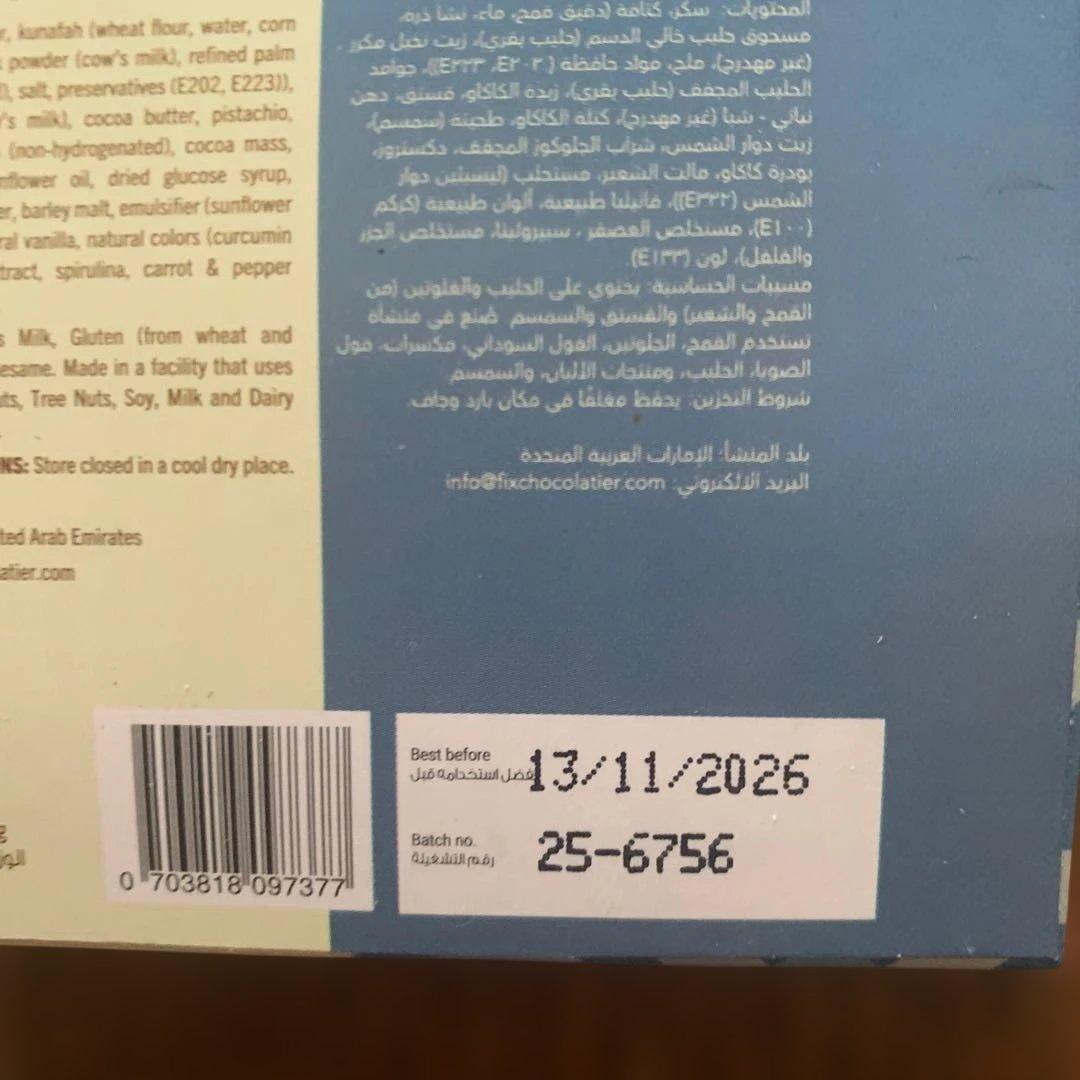 r, kunafah (wheat flour, water, corn
powder (cow's milk), refined palm
salt, preservatives (E202, E223)),
's milk), cocoa butter, pistachio,
(non-hydrogenated), cocoa mass,
nflower oil, dried glucose syrup,
er, barley malt, emulsifier (sunflower
ral vanilla, natural colors (curcumin
tract, spirulina, carrot & pepper
s Milk, Gluten (from wheat and
esame. Made in a facility that uses
uts, Tree Nuts, Soy, Milk and Dairy
NS: Store closed in a cool dry place.
ted Arab Emirates
latier.com
المحتويات: سكر، كنافة (دقيق قمح، ماء، نشا ذرة،
مسحوق حليب خالي الدسم (حليب بقري)، زيت نخيل مكرر
(غير مهدرج)، ملح، مواد حافظة (E٢٠٢، E٢٢٣))، جوامد
الحليب المجفف (حليب بقري)، زبدة الكاكاو، فستق، دهن
نباتي - شيا (غير مهدرج)، كتلة الكاكاو، طحينة (سمسم)،
زيت دوار الشمس، شراب الجلوكوز المجفف، دكستروز،
بودرة كاكاو، مالت الشعير، مستحلب (ليسيثين دوار
الشمس (E٣٢٢))، فانيليا طبيعية، ألوان طبيعية (كركم
(E١٠٠)، مستخلص العصفر، سبيرولينا، مستخلص الجزر
والفلفل)، لون (E١٣٣)
مسببات الحساسية: يحتوي على الحليب والغلوتين (من
القمح والشعير) والفستق والسمسم. صُنع في منشأة
تستخدم القمح، الجلوتين، الفول السوداني، مكسرات، فول
الصويا، الحليب، ومنتجات الألبان، والسمسم
شروط التخزين: يحفظ مغلقًا في مكان بارد وجاف.
بلد المنشأ: الإمارات العربية المتحدة
البريد الالكتروني: info@fixchocolatier.com
Best before
يفضل استخدامه قبل
13/11/2026
Batch no.
رقم التشغيلة
25-6756
0 703818 097377
g
الوز